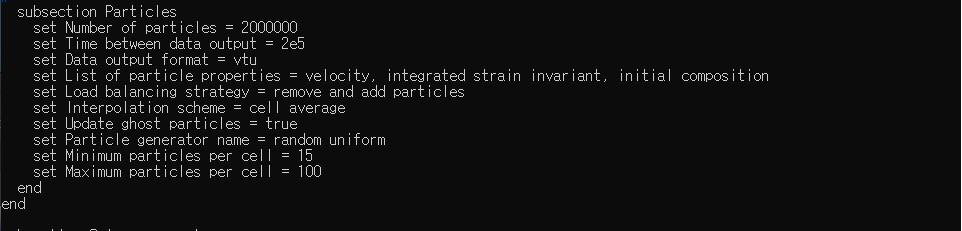 subsection Particles
set Number of particles = 2000000
set Time between data output = 2e5
set Data output format = vtu
set List of particle properties = velocity, integrated strain invariant, initial composition
set Load balancing strategy = remove and add particles
set Interpolation scheme = cell average
set Update ghost particles = true
set Particle generator name = random uniform
set Minimum particles per cell = 15
set Maximum particles per cell = 100
end
end